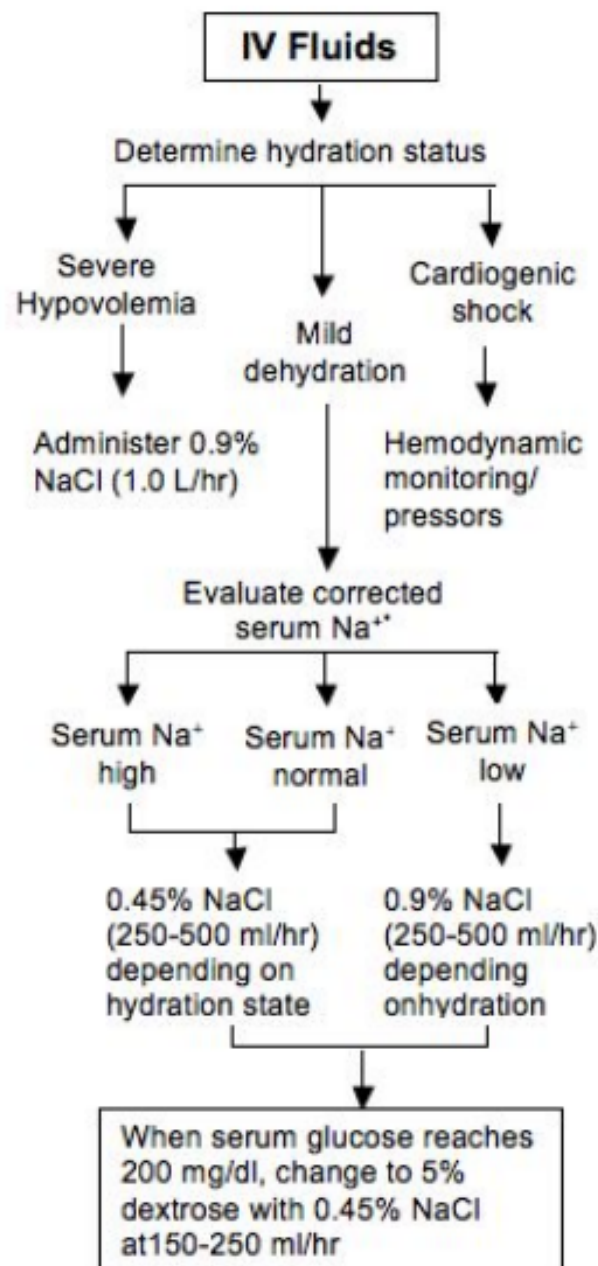 IV Fluids
Determine hydration status
Severe
Hypovolemia
Mild
dehydration
Cardiogenic
shock
Administer 0.9%
NaCl (1.0 L/hr)
Hemodynamic
monitoring/
pressors
Evaluate corrected
serum Na⁺*
Serum Na⁺
high
Serum Na⁺
normal
Serum Na⁺
low
0.45% NaCl
(250-500 ml/hr)
depending on
hydration state
0.9% NaCl
(250-500 ml/hr)
depending
onhydration
When serum glucose reaches
200 mg/dl, change to 5%
dextrose with 0.45% NaCl
at150-250 ml/hr